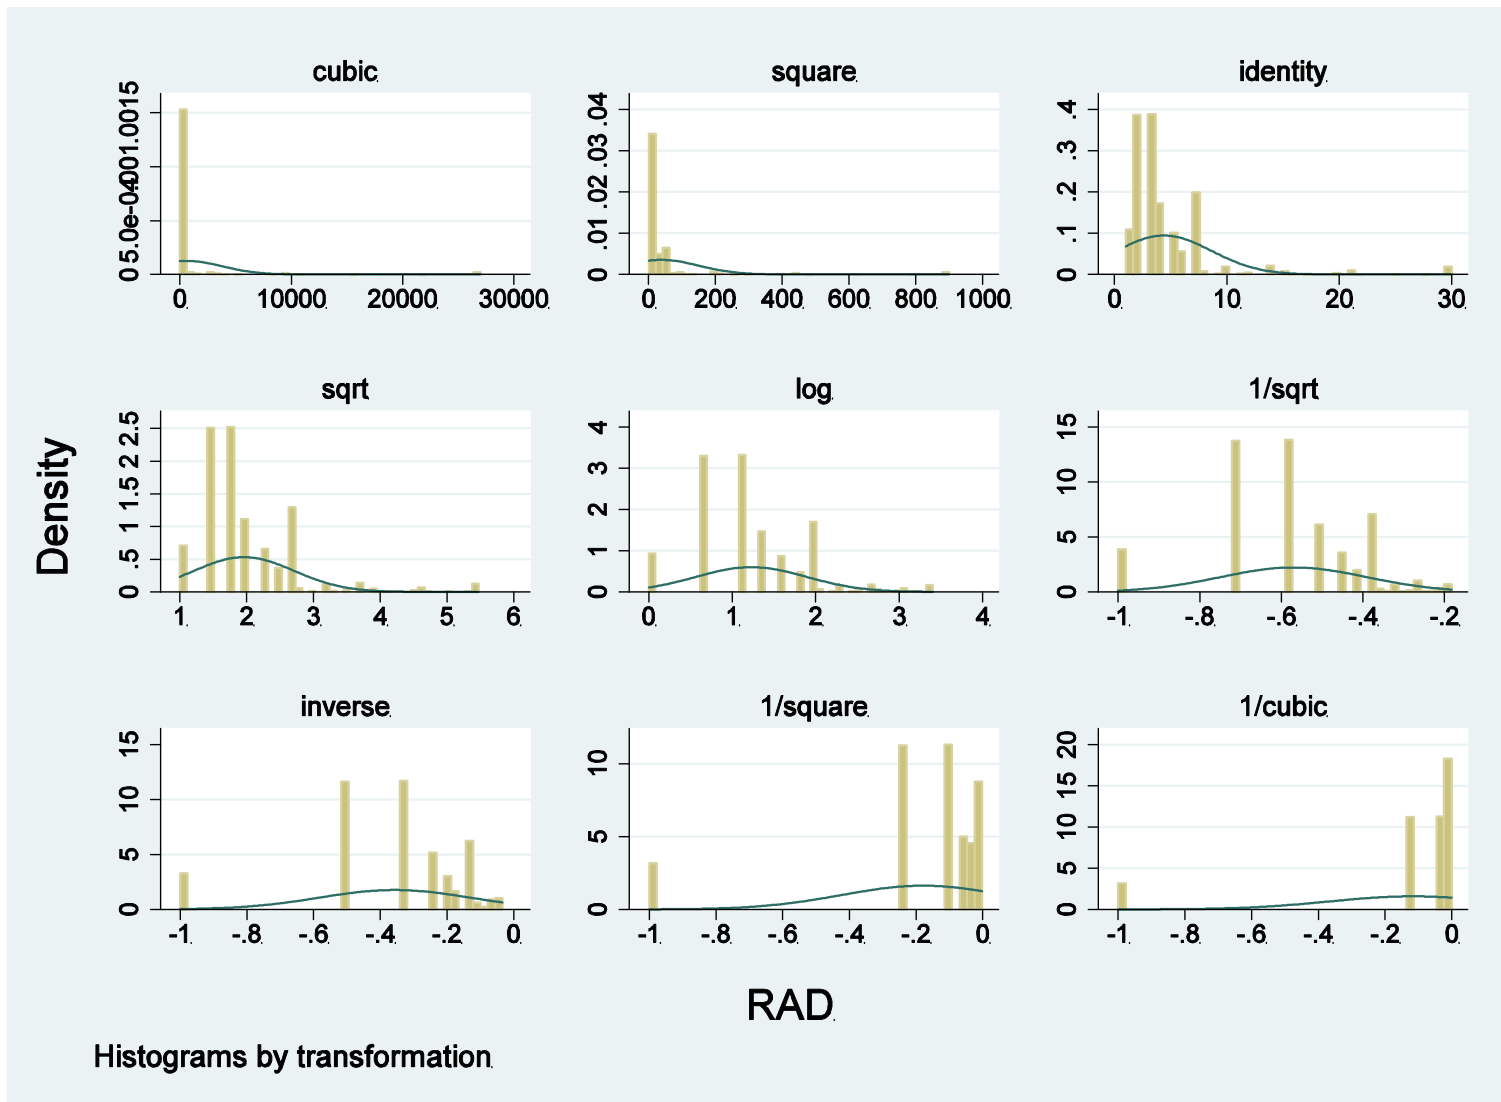 cubic
0 5.0e-04 .001 .0015
0 10000 20000 30000
square
0 .01 .02 .03 .04
0 200 400 600 800 1000
identity
0 .1 .2 .3 .4
0 10 20 30
sqrt
0 .5 1 1.5 2 2.5
1 2 3 4 5 6
log
0 1 2 3 4
0 1 2 3 4
1/sqrt
0 5 10 15
-1 -.8 -.6 -.4 -.2
Density
inverse
0 5 10 15
-1 -.8 -.6 -.4 -.2 0
1/square
0 5 10
-1 -.8 -.6 -.4 -.2 0
1/cubic
0 5 10 15 20
-1 -.8 -.6 -.4 -.2 0
RAD
Histograms by transformation